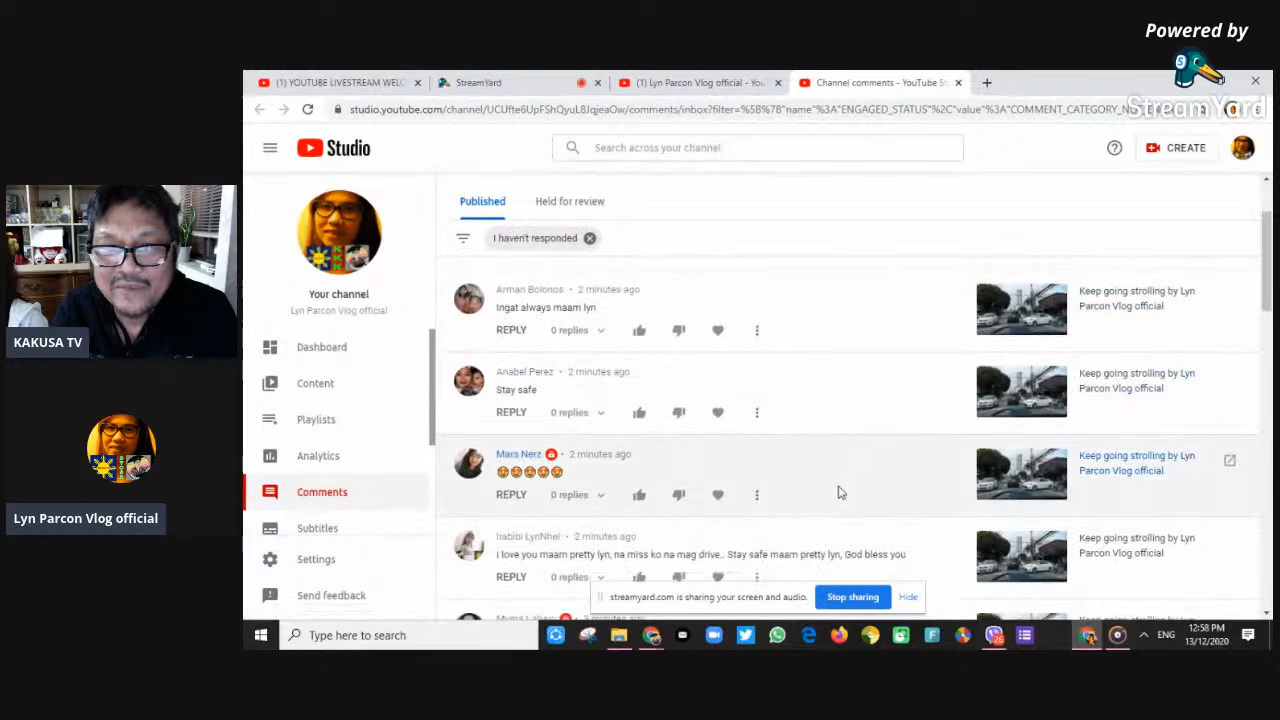 Powered by
StreamYard
(1) YOUTUBE LIVESTREAM WELC
StreamYard
(1) Lyn Parcon Vlog official - You
Channel comments - YouTube S
studio.youtube.com/channel/UCUfte6UpFShQyuL8JqjeaOw/comments/inbox?filter=%5B%7B"name"%3A"ENGAGED_STATUS"%2C"value"%3A"COMMENT_CATEGORY_N
Studio
Search across your channel
CREATE
Your channel
Lyn Parcon Vlog official
Dashboard
Content
Playlists
Analytics
Comments
Subtitles
Settings
Send feedback
Published
Held for review
I haven't responded
Arman Bolonos • 2 minutes ago
Ingat always maam lyn
REPLY 0 replies
Keep going strolling by Lyn
Parcon Vlog official
Anabel Perez • 2 minutes ago
Stay safe
REPLY 0 replies
Keep going strolling by Lyn
Parcon Vlog official
Mars Nerz • 2 minutes ago
😍😍😍😍😍
REPLY 0 replies
Keep going strolling by Lyn
Parcon Vlog official
habibi LynNhel • 2 minutes ago
i love you maam pretty lyn, na miss ko na mag drive.. Stay safe maam pretty lyn, God bless you
REPLY 0 replies
Keep going strolling by Lyn
Parcon Vlog official
streamyard.com is sharing your screen and audio.
Stop sharing
Hide
Type here to search
ENG
12:58 PM
13/12/2020
KAKUSA TV
Lyn Parcon Vlog official